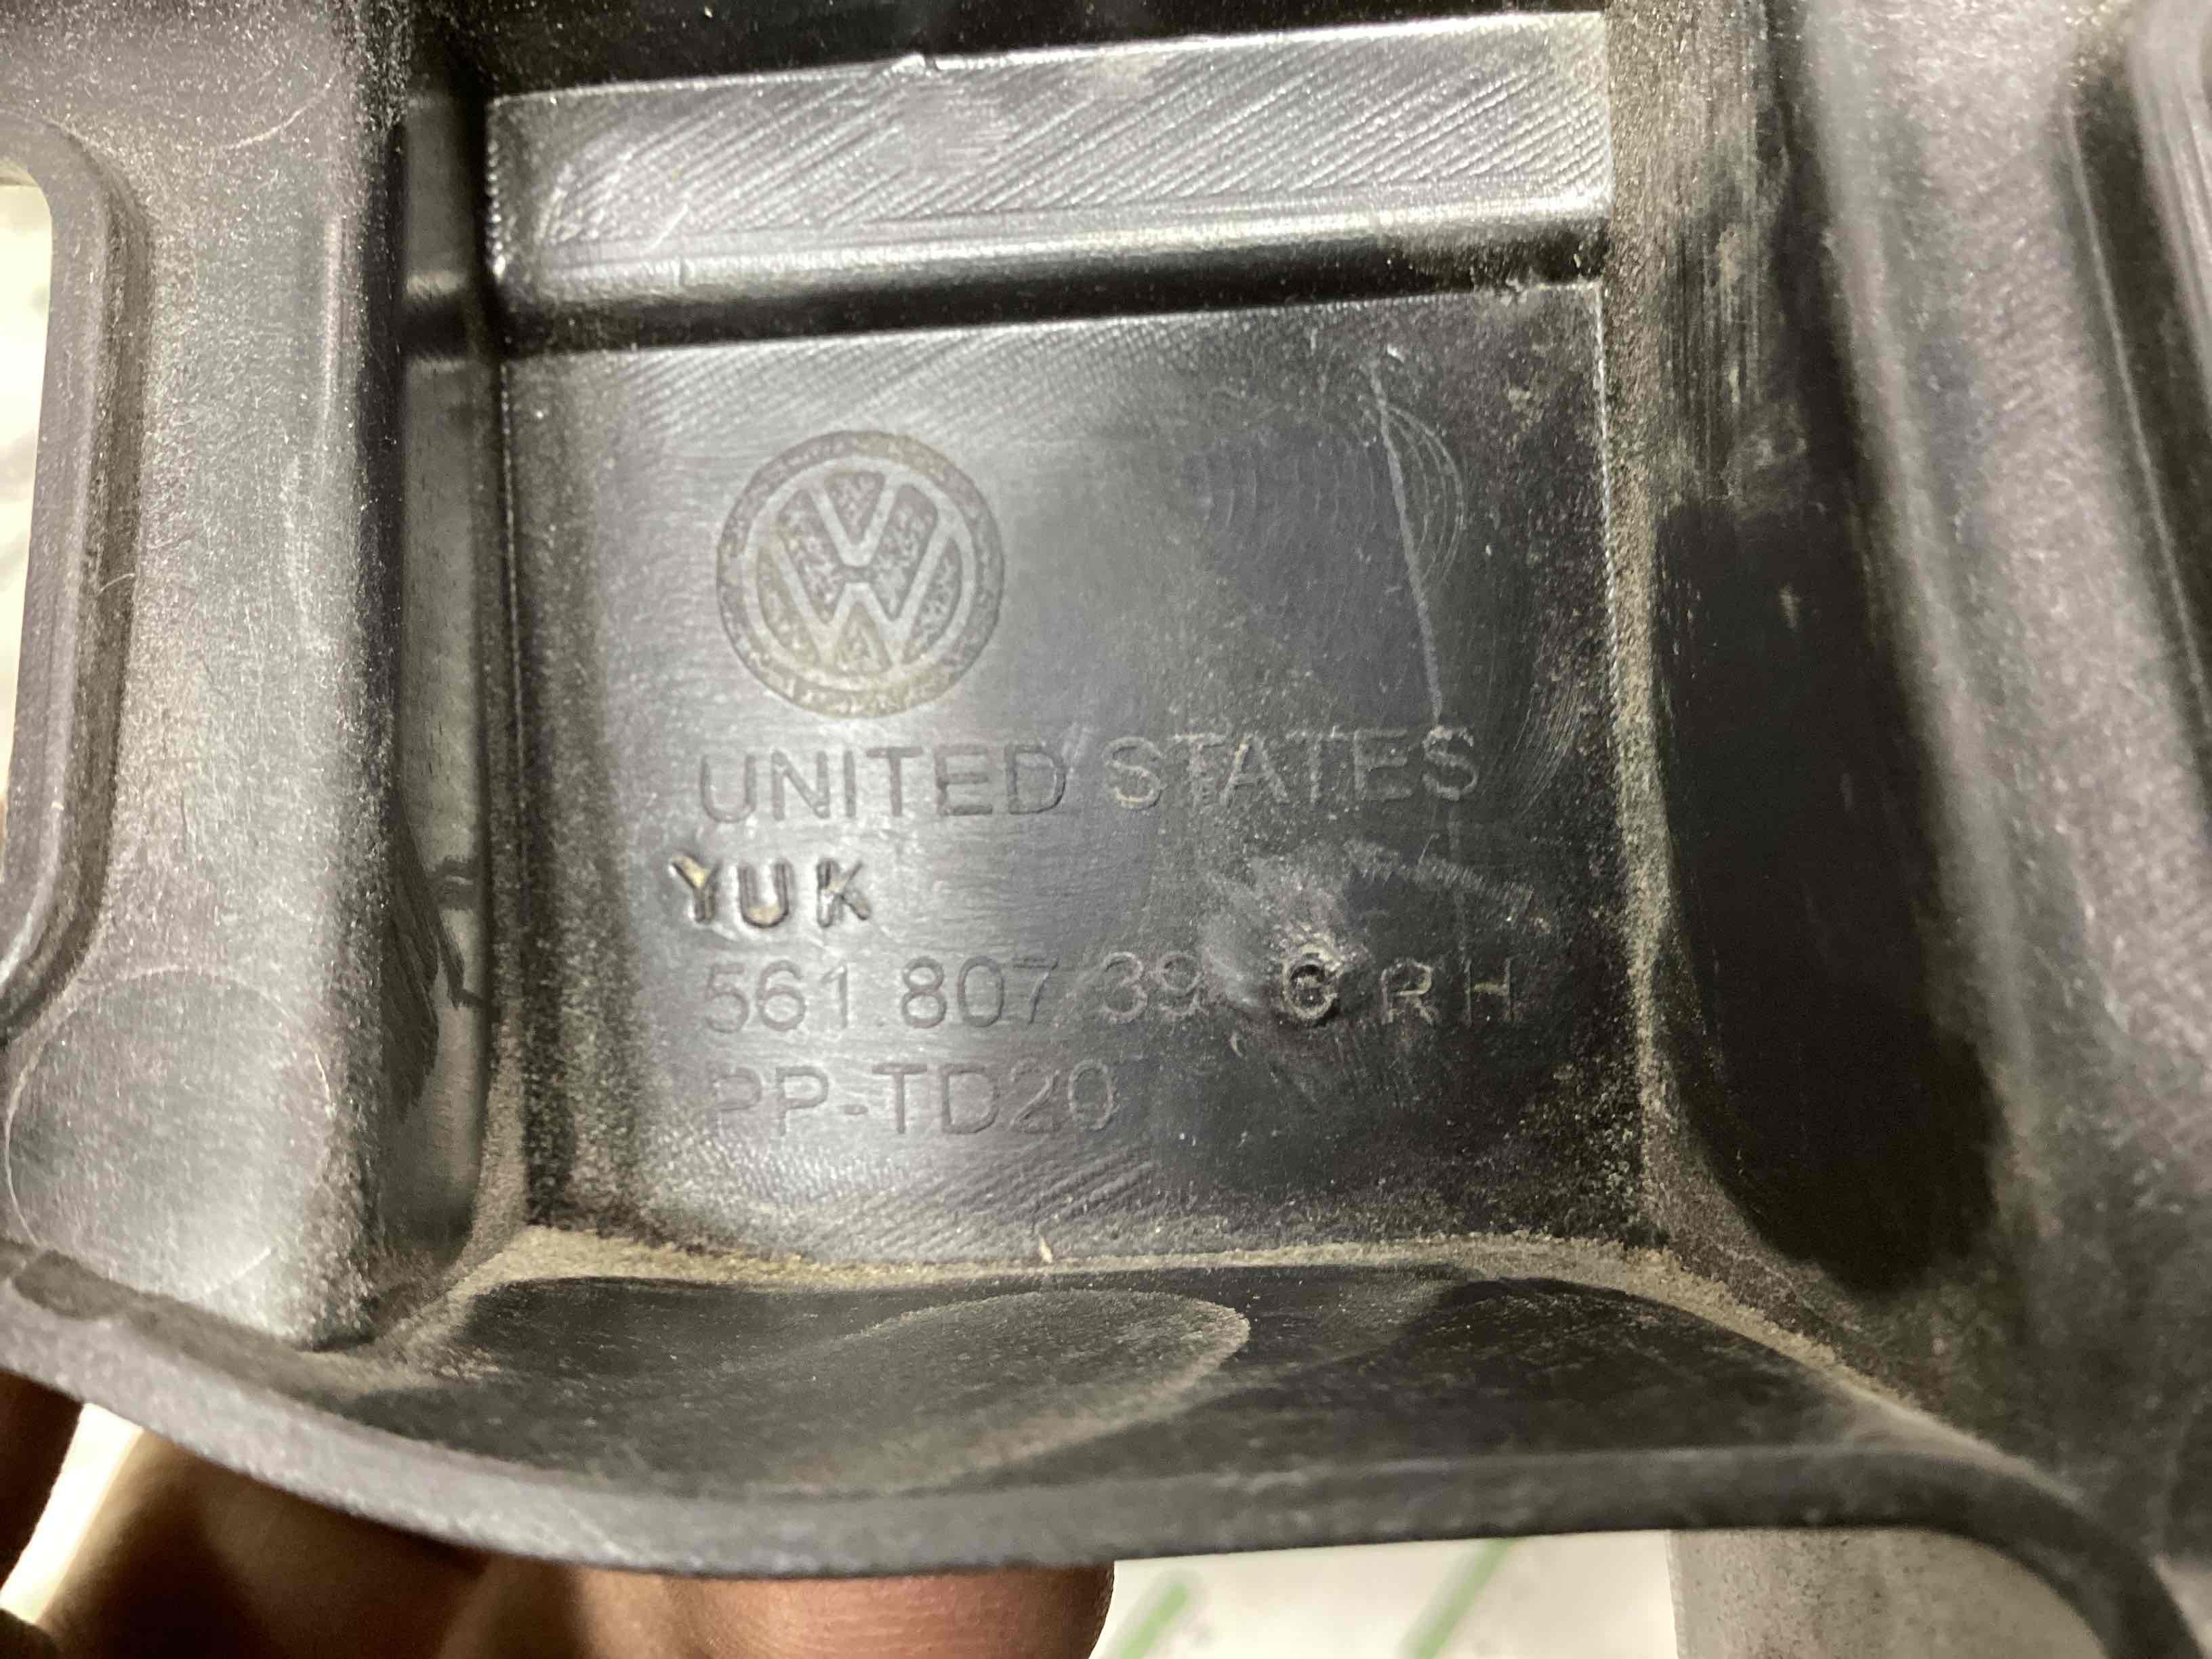 UNITED STATES
YUK
561.807 RH
PP-TD20